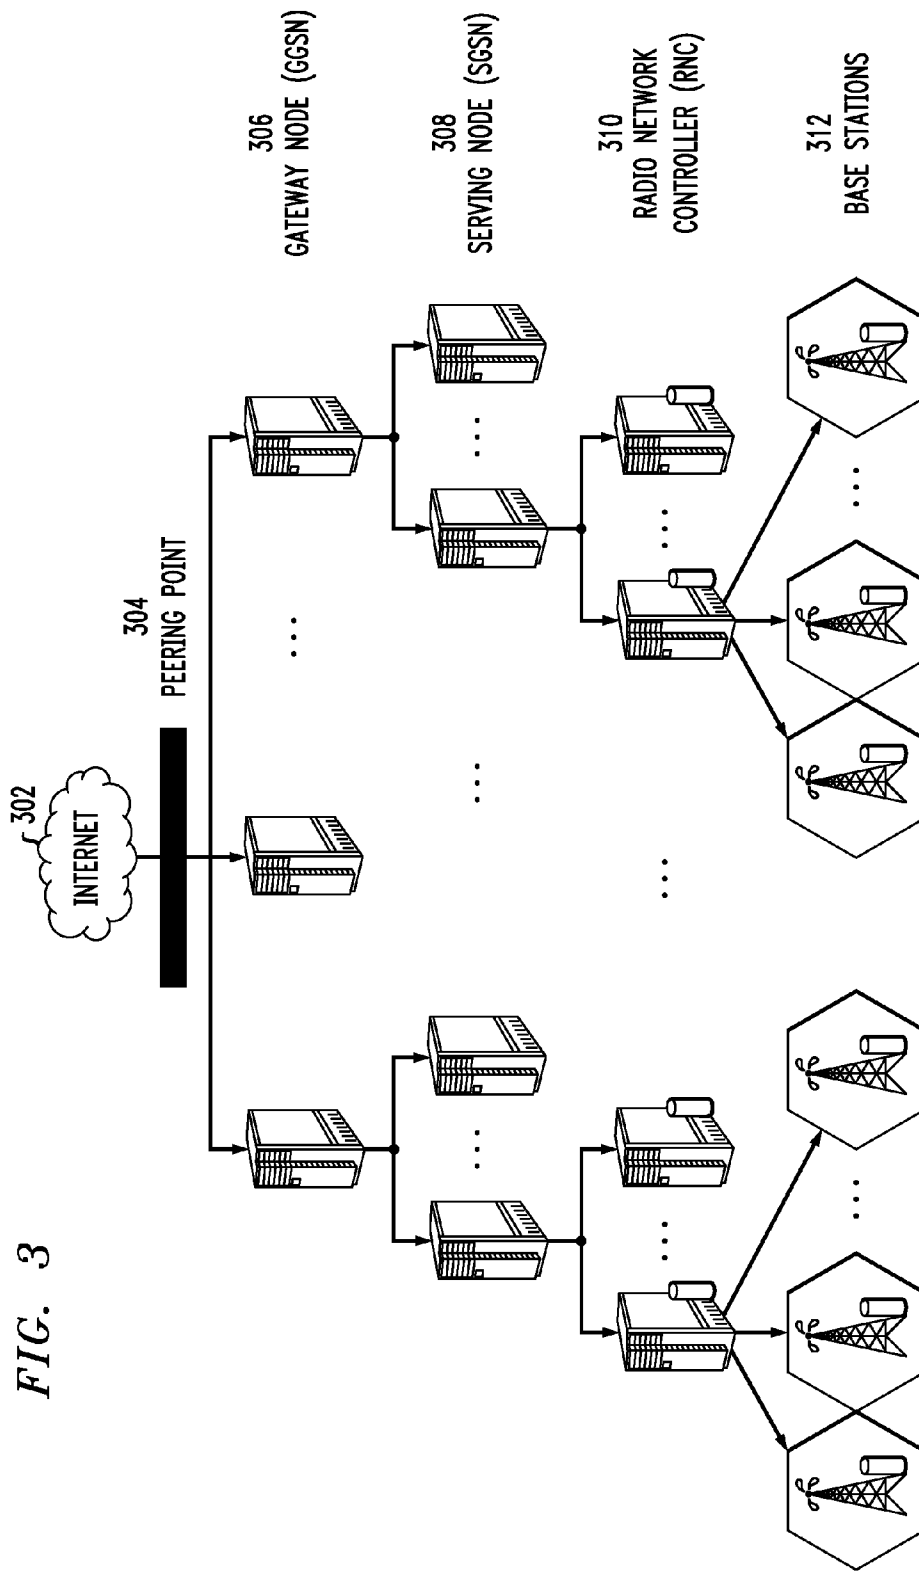 FIG. 3
302
INTERNET
304
PEERING POINT
306
GATEWAY NODE (GGSN)
308
SERVING NODE (SGSN)
310
RADIO NETWORK
CONTROLLER (RNC)
312
BASE STATIONS